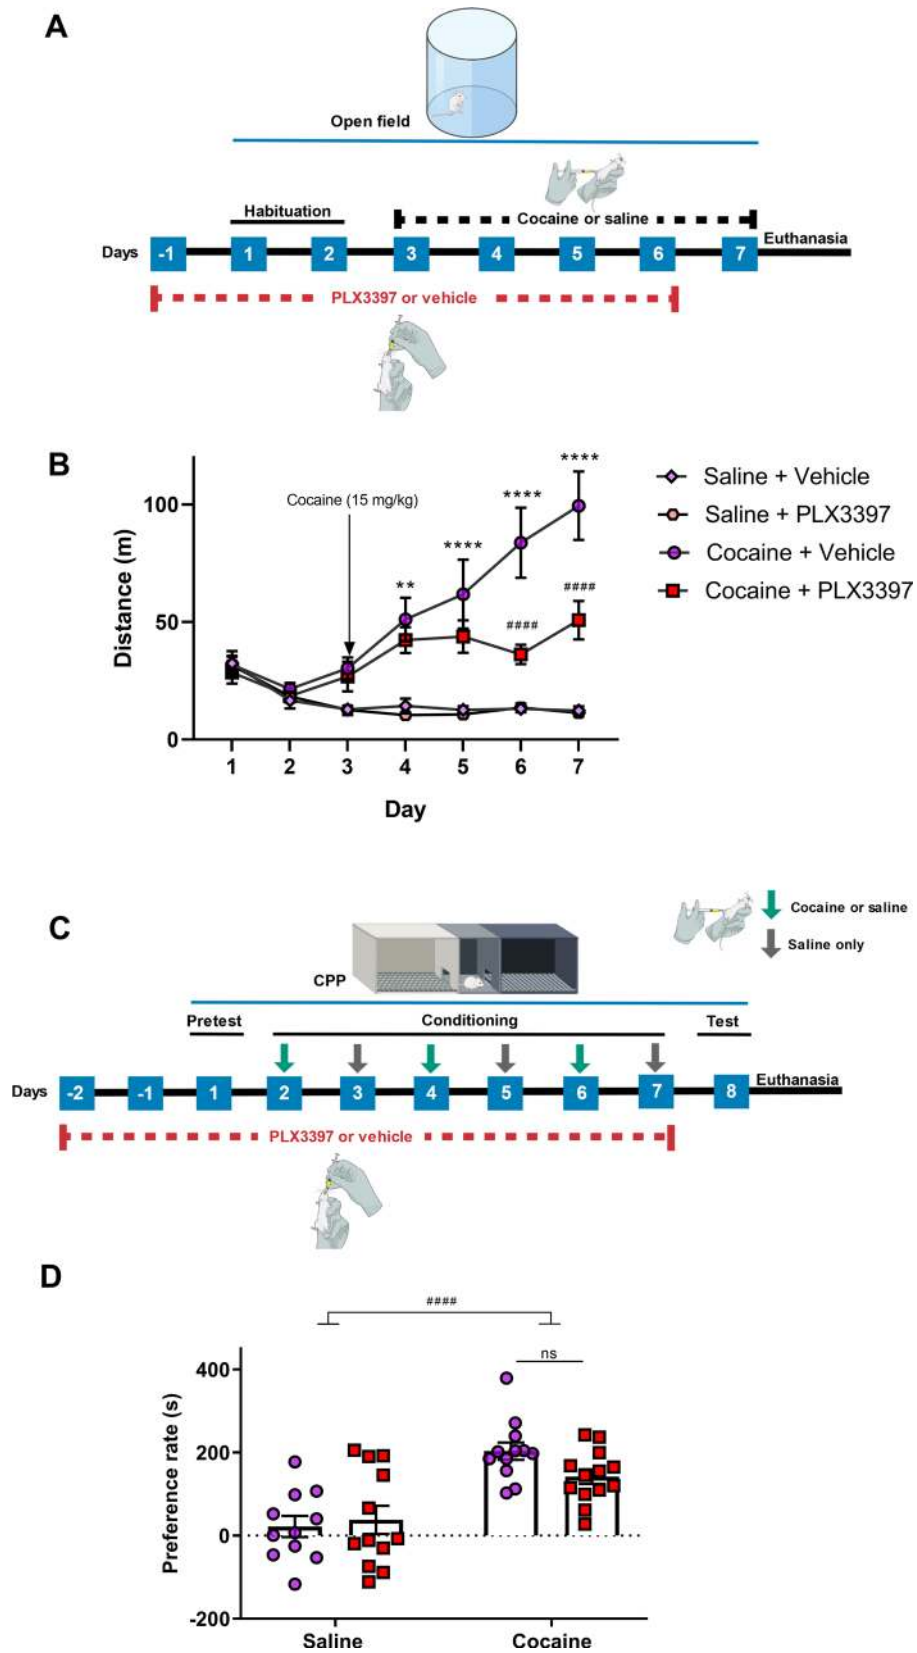 A
Open field
Habituation
Cocaine or saline
Euthanasia
Days -1 1 2 3 4 5 6 7
PLX3397 or vehicle
B
Distance (m)
100
50
0
Cocaine (15 mg/kg)
**
****
****
****
####
####
1 2 3 4 5 6 7
Day
Saline + Vehicle
Saline + PLX3397
Cocaine + Vehicle
Cocaine + PLX3397
C
Cocaine or saline
Saline only
CPP
Pretest
Conditioning
Test
Euthanasia
Days -2 -1 1 2 3 4 5 6 7 8
PLX3397 or vehicle
D
####
ns
Preference rate (s)
400
200
0
-200
Saline Cocaine